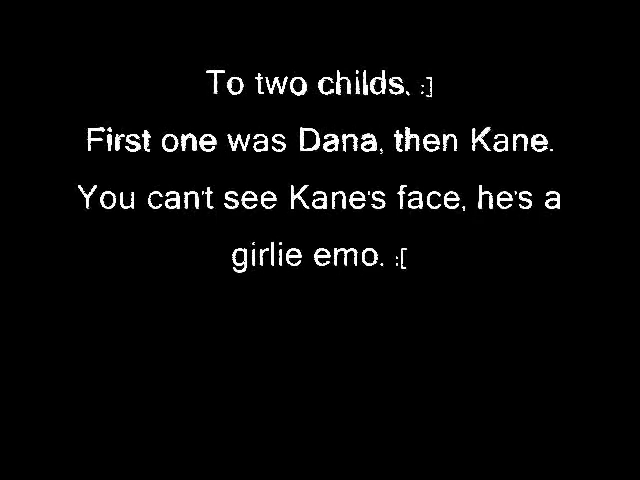 To two childs. :]
First one was Dana, then Kane.
You can't see Kane's face, he's a
girlie emo. :[